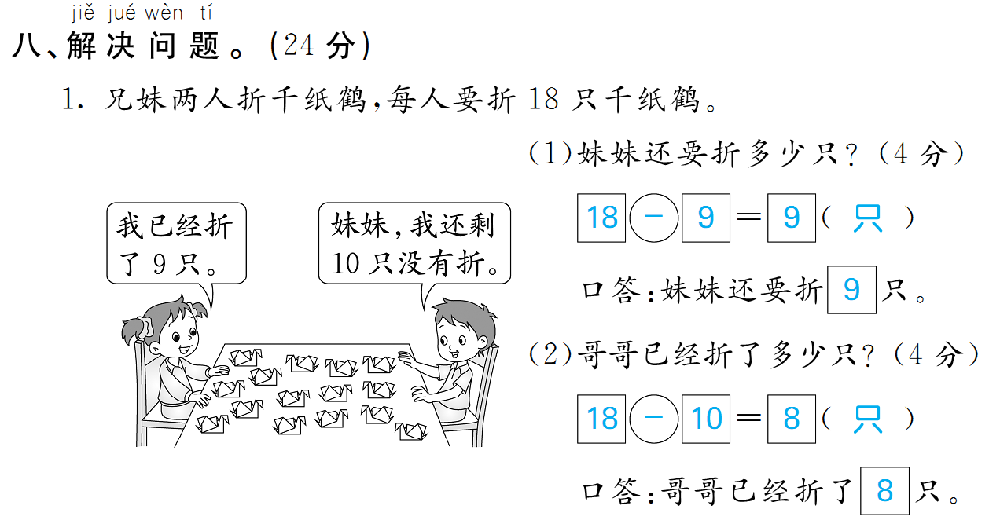 jiě jué wèn tí
八、解决问题。(24分)
1. 兄妹两人折千纸鹤,每人要折18只千纸鹤。
我已经折
了9只。
妹妹,我还剩
10只没有折。
(1)妹妹还要折多少只?(4分)
18－9＝9(只)
口答:妹妹还要折9只。
(2)哥哥已经折了多少只?(4分)
18－10＝8(只)
口答:哥哥已经折了8只。